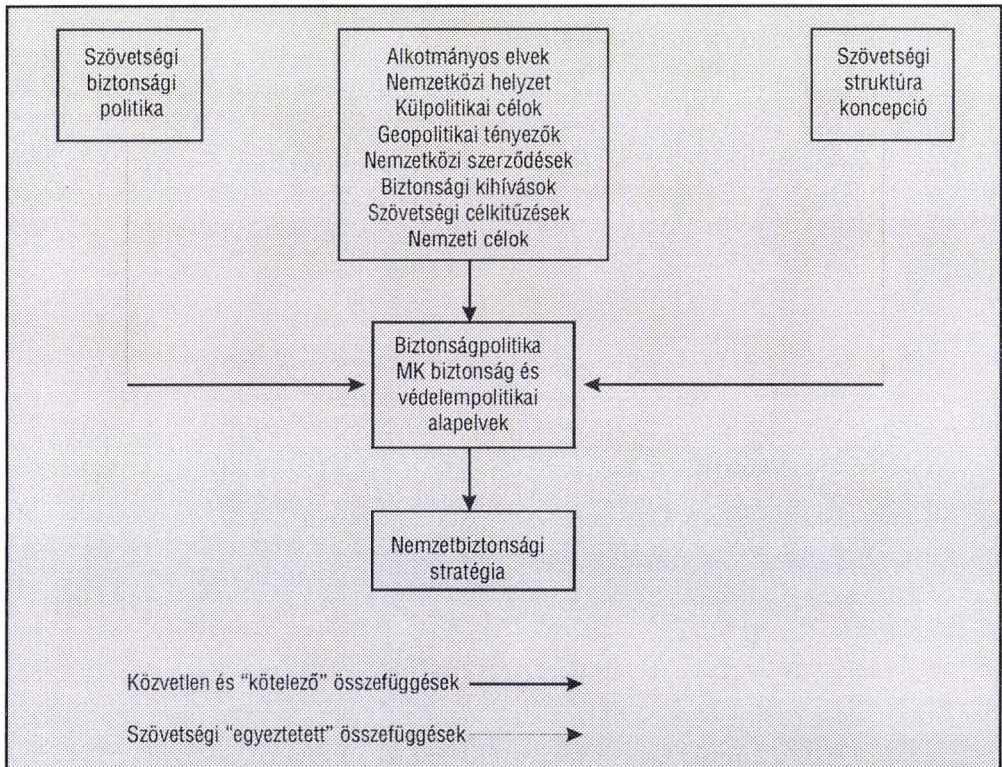 Szövetségi
biztonsági
politika
Alkotmányos elvek
Nemzetközi helyzet
Külpolitikai célok
Geopolitikai tényezők
Nemzetközi szerződések
Biztonsági kihívások
Szövetségi célkitűzések
Nemzeti célok
Szövetségi
struktúra
koncepció
Biztonságpolitika
MK biztonság és
védelempolitikai
alapelvek
Nemzetbiztonsági
stratégia
Közvetlen és “kötelező” összefüggések
Szövetségi “egyeztetett” összefüggések